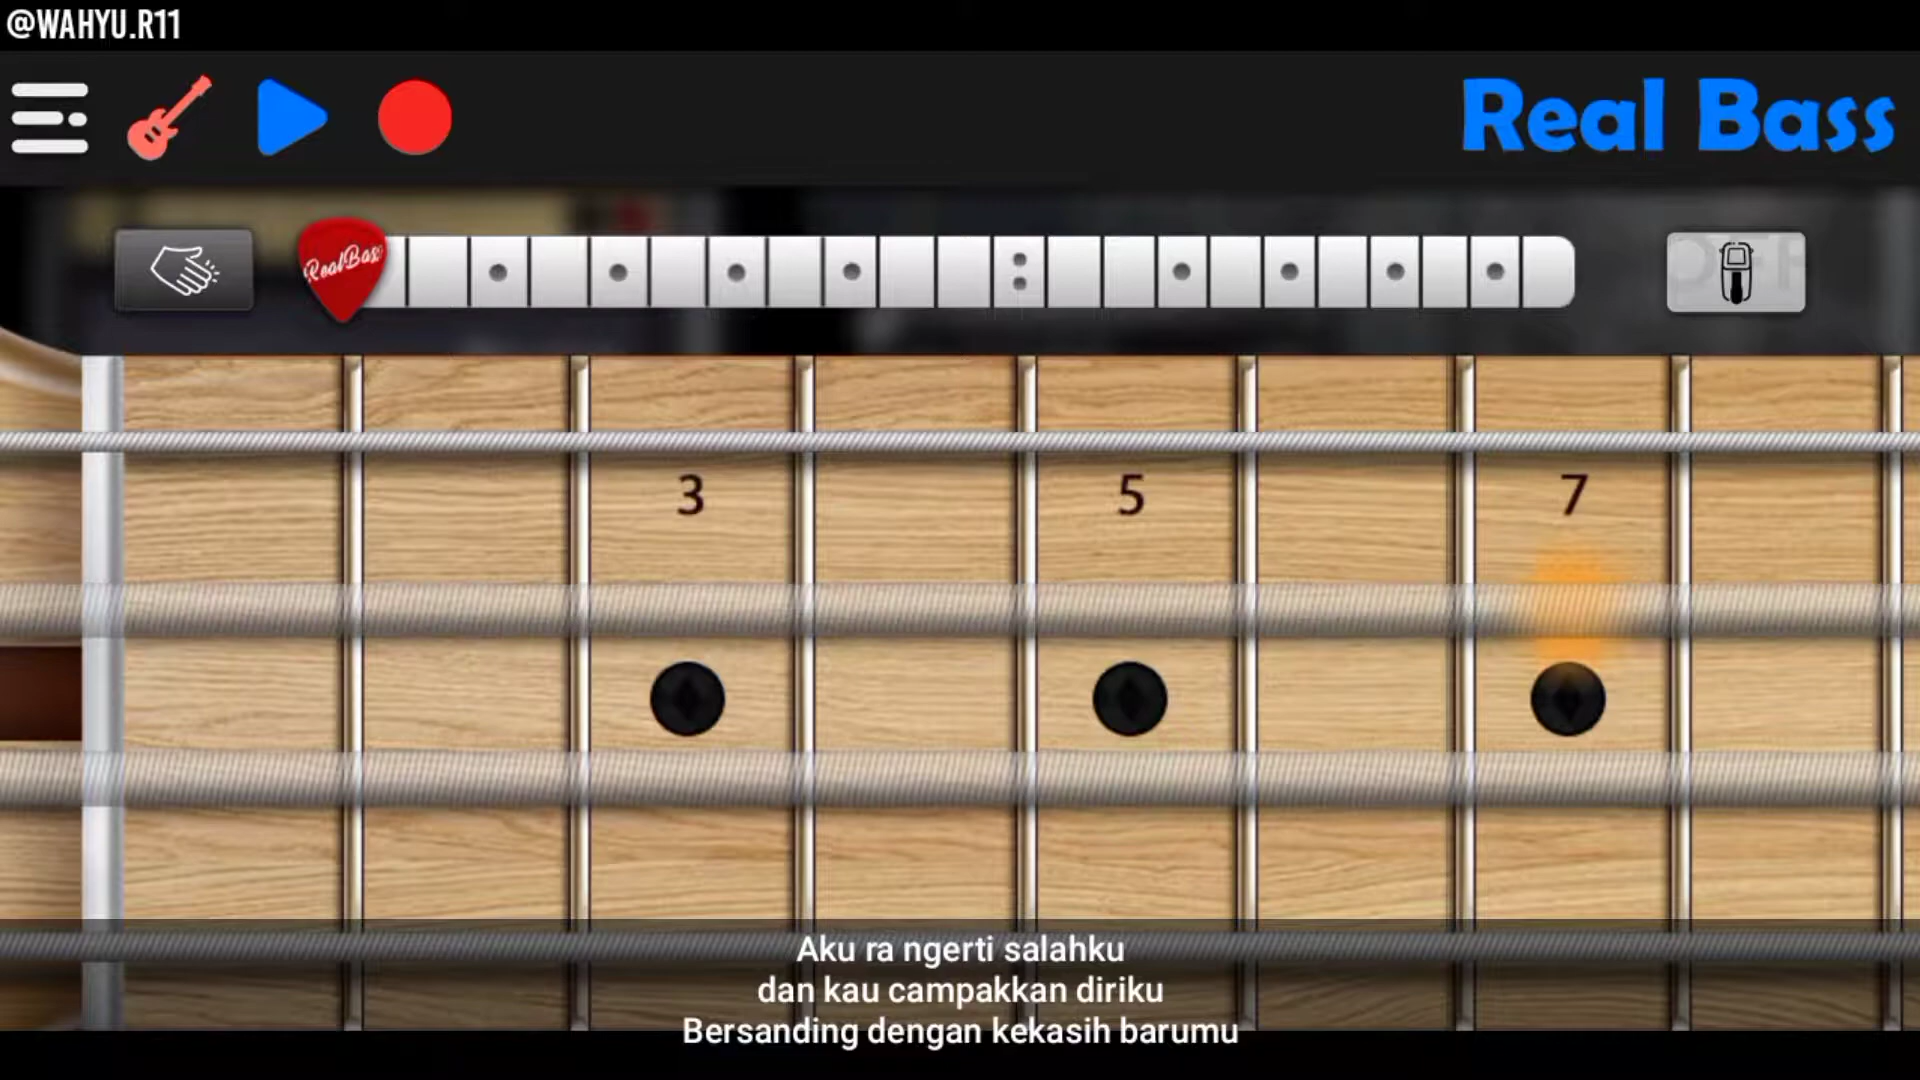 @WAHYU.R11
Real Bass
RealBass
3 5 7
Aku ra ngerti salahku
dan kau campakkan diriku
Bersanding dengan kekasih barumu